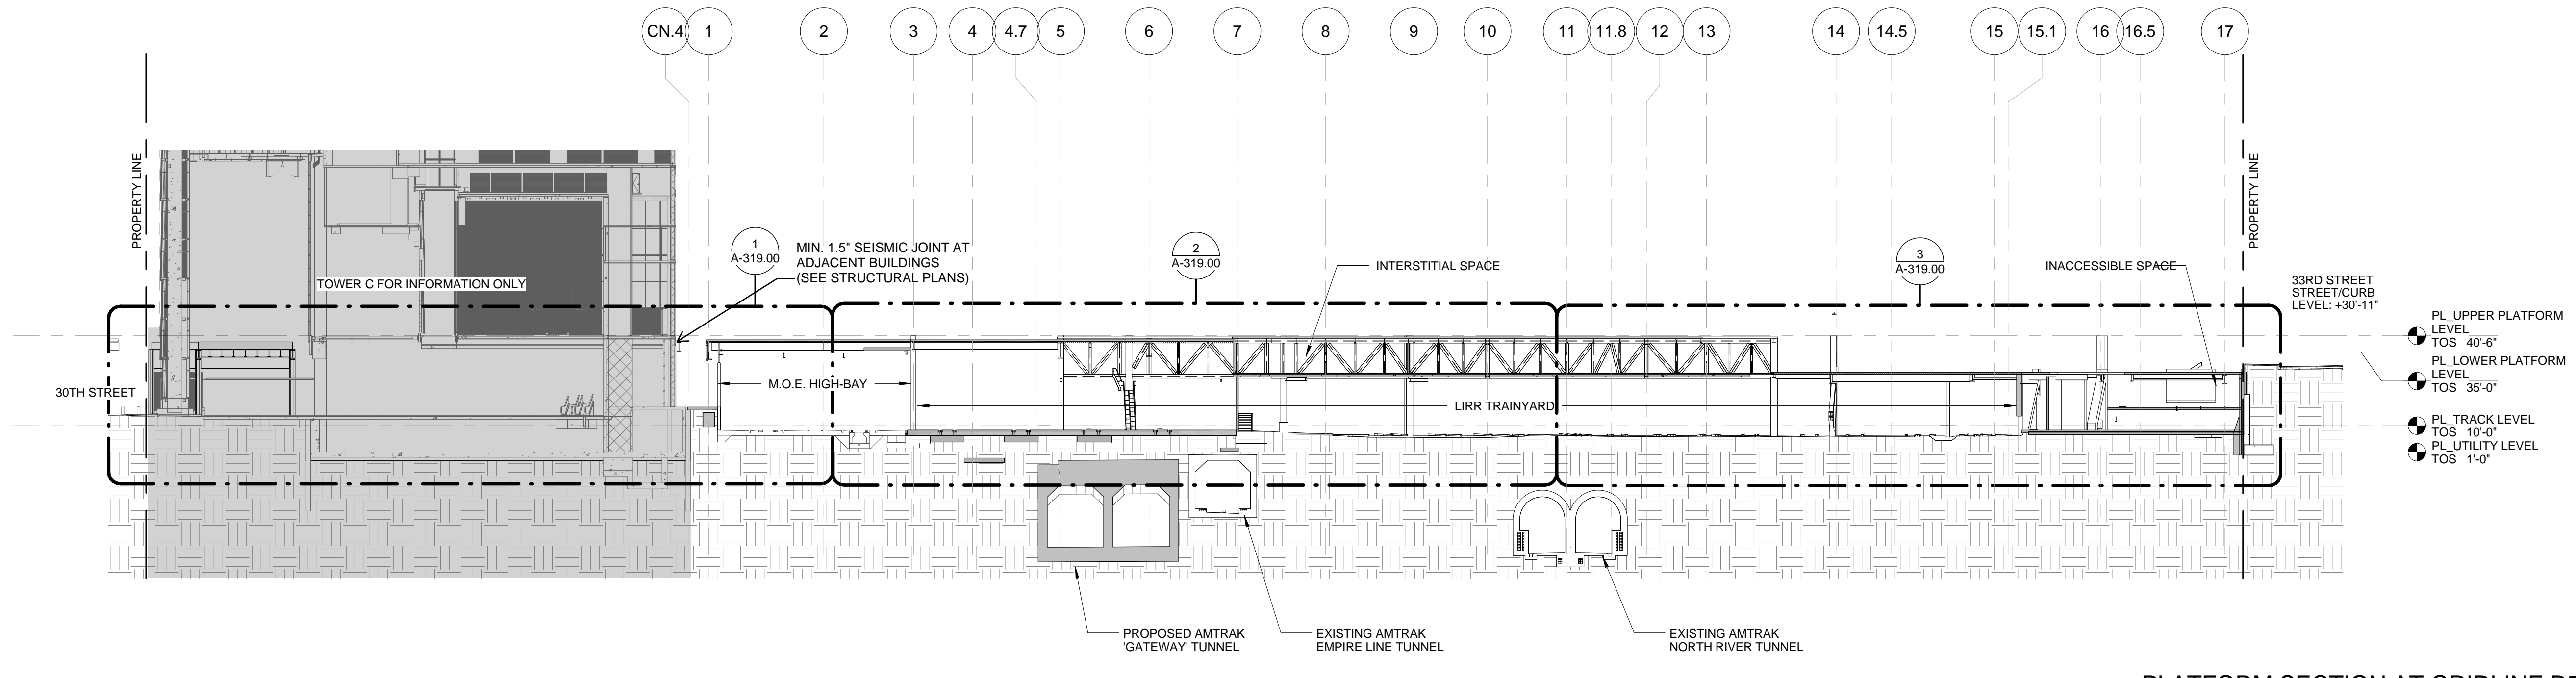 CN.4 1 2 3 4 4.7 5 6 7 8 9 10 11 11.8 12 13 14 14.5 15 15.1 16 16.5 17
PROPERTY LINE
PROPERTY LINE
1
A-319.00
MIN. 1.5" SEISMIC JOINT AT
ADJACENT BUILDINGS
(SEE STRUCTURAL PLANS)
2
A-319.00
INTERSTITIAL SPACE
3
A-319.00
INACCESSIBLE SPACE
TOWER C FOR INFORMATION ONLY
33RD STREET
STREET/CURB
LEVEL: +30'-11"
PL_UPPER PLATFORM
LEVEL
TOS 40'-6"
PL_LOWER PLATFORM
LEVEL
TOS 35'-0"
30TH STREET
M.O.E. HIGH-BAY
LIRR TRAINYARD
PL_TRACK LEVEL
TOS 10'-0"
PL_UTILITY LEVEL
TOS 1'-0"
PROPOSED AMTRAK
'GATEWAY' TUNNEL
EXISTING AMTRAK
EMPIRE LINE TUNNEL
EXISTING AMTRAK
NORTH RIVER TUNNEL
PLATFORM SECTION AT GRIDLINE